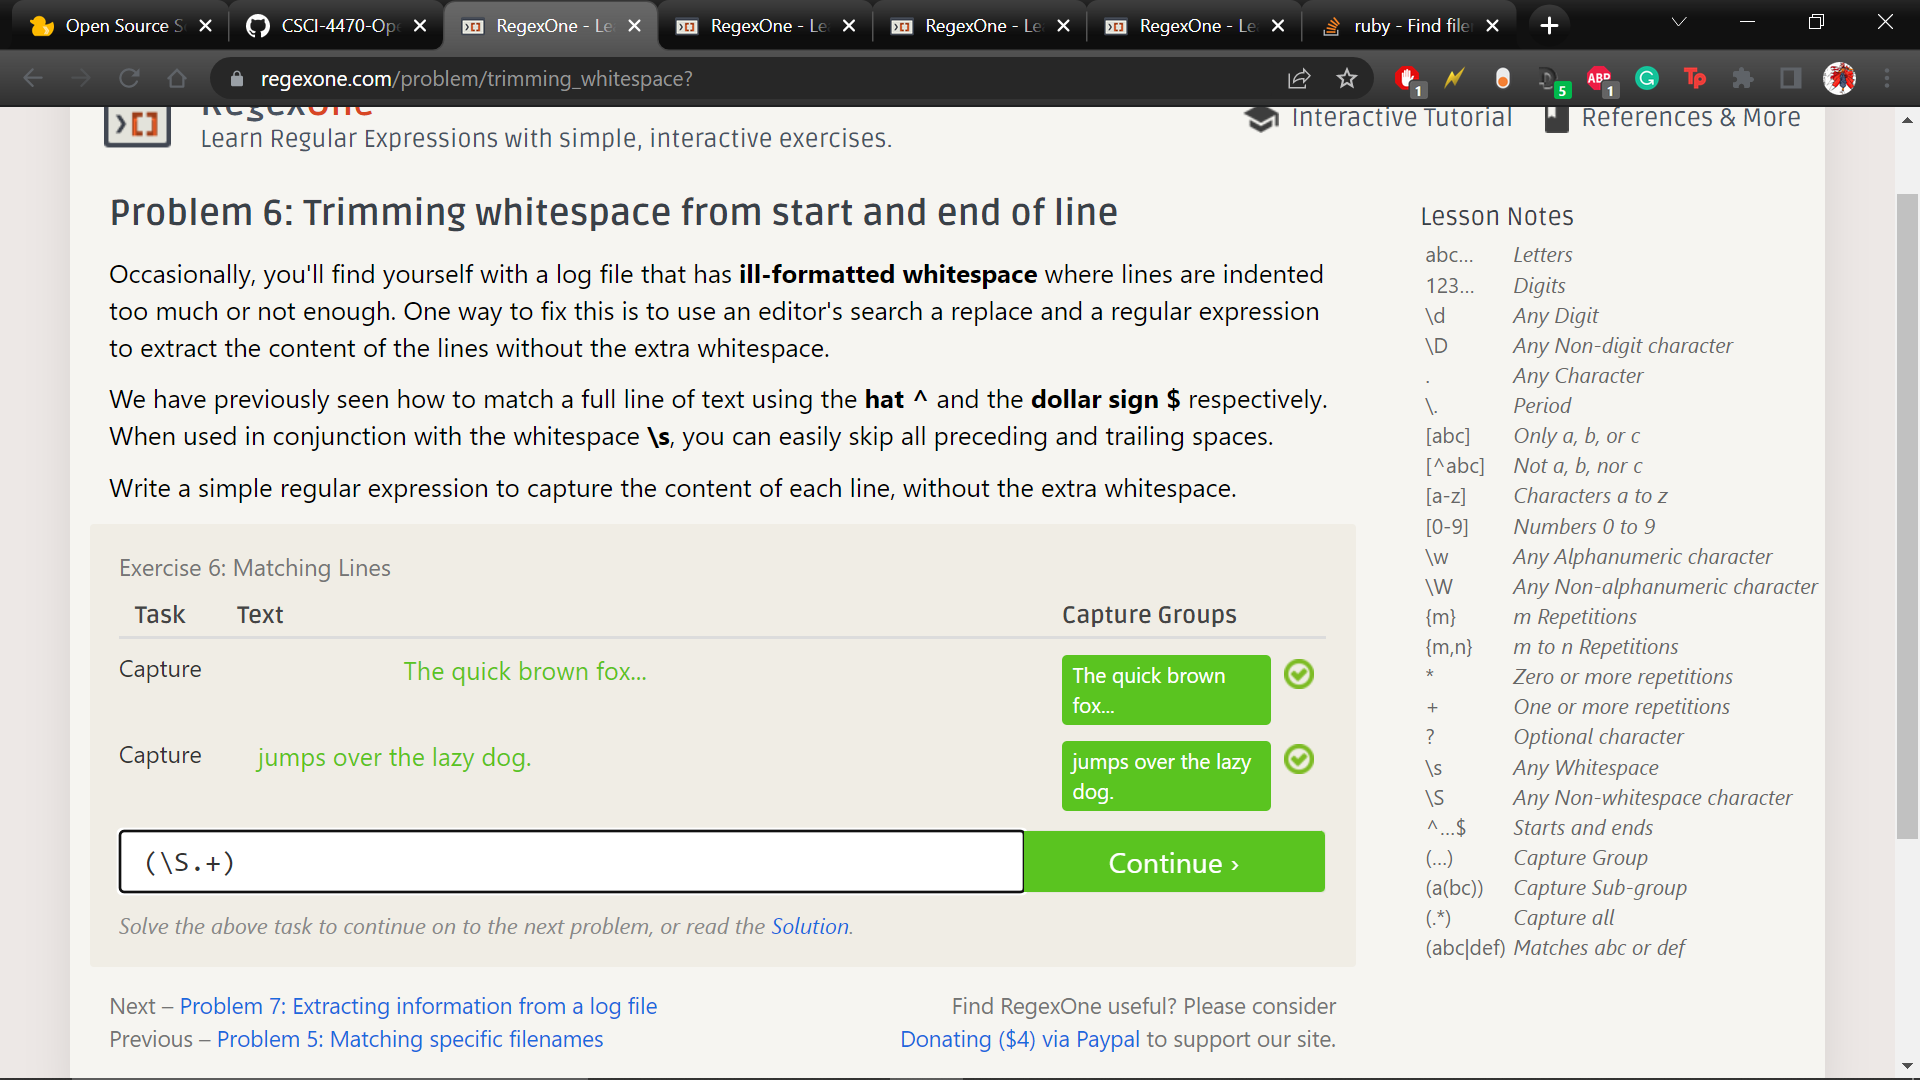 Open Source S
CSCI-4470-Ope
RegexOne - Le
RegexOne - Le
RegexOne - Le
RegexOne - Le
ruby - Find file
regexone.com/problem/trimming_whitespace?
1
5
ABP
1
Tp
RegexOne
Learn Regular Expressions with simple, interactive exercises.
Interactive Tutorial
References & More
Problem 6: Trimming whitespace from start and end of line
Occasionally, you'll find yourself with a log file that has ill-formatted whitespace where lines are indented
too much or not enough. One way to fix this is to use an editor's search a replace and a regular expression
to extract the content of the lines without the extra whitespace.
We have previously seen how to match a full line of text using the hat ^ and the dollar sign $ respectively.
When used in conjunction with the whitespace \s, you can easily skip all preceding and trailing spaces.
Write a simple regular expression to capture the content of each line, without the extra whitespace.
Exercise 6: Matching Lines
Task Text Capture Groups
Capture The quick brown fox... The quick brown
fox...
Capture jumps over the lazy dog. jumps over the lazy
dog.
(\S.+)
Continue ›
Solve the above task to continue on to the next problem, or read the Solution.
Next – Problem 7: Extracting information from a log file
Previous – Problem 5: Matching specific filenames
Find RegexOne useful? Please consider
Donating ($4) via Paypal to support our site.
Lesson Notes
abc... Letters
123... Digits
\d Any Digit
\D Any Non-digit character
. Any Character
\. Period
[abc] Only a, b, or c
[^abc] Not a, b, nor c
[a-z] Characters a to z
[0-9] Numbers 0 to 9
\w Any Alphanumeric character
\W Any Non-alphanumeric character
{m} m Repetitions
{m,n} m to n Repetitions
* Zero or more repetitions
+ One or more repetitions
? Optional character
\s Any Whitespace
\S Any Non-whitespace character
^...$ Starts and ends
(...) Capture Group
(a(bc)) Capture Sub-group
(.*) Capture all
(abc|def) Matches abc or def